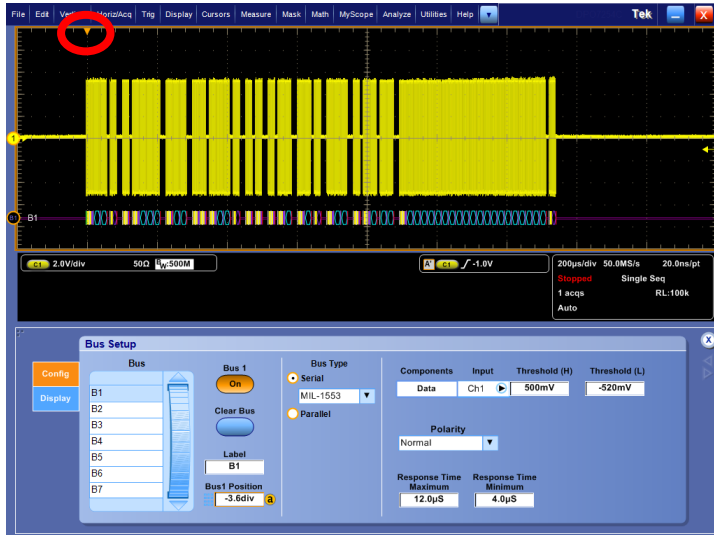 File Edit Horiz/Acq Trig Display Cursors Measure Mask Math MyScope Analyze Utilities Help Tek X
1
B1 B1
C1 2.0V/div 50Ω BW:500M
A' C1 -1.0V
200µs/div 50.0MS/s 20.0ns/pt
Stopped Single Seq
1 acqs RL:100k
Auto
Bus Setup X
Config
Display
Bus
B1
B2
B3
B4
B5
B6
B7
Bus 1
On
Clear Bus
Label
B1
Bus1 Position
-3.6div a
Bus Type
Serial
MIL-1553
Parallel
Components Input Threshold (H) Threshold (L)
Data Ch1 500mV -520mV
Polarity
Normal
Response Time Response Time
Maximum Minimum
12.0µS 4.0µS